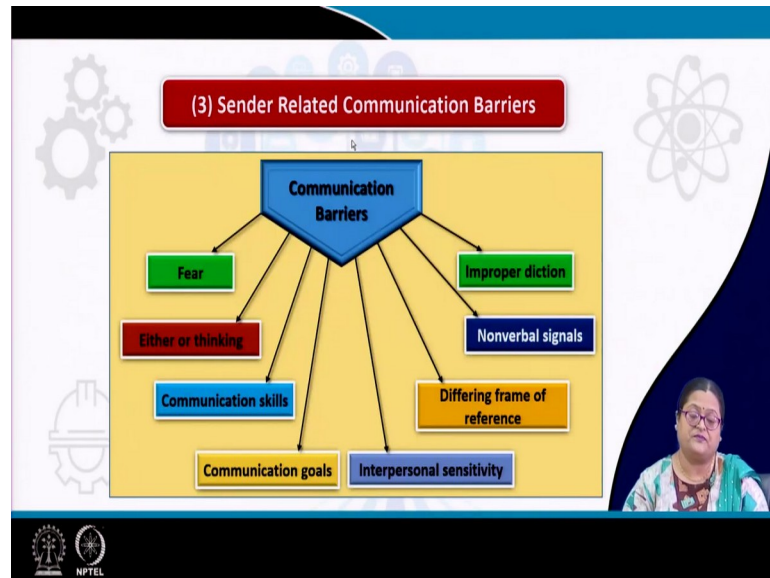 (3) Sender Related Communication Barriers
Communication
Barriers
Fear
Improper diction
Either or thinking
Nonverbal signals
Communication skills
Differing frame of
reference
Communication goals
Interpersonal sensitivity
NPTEL